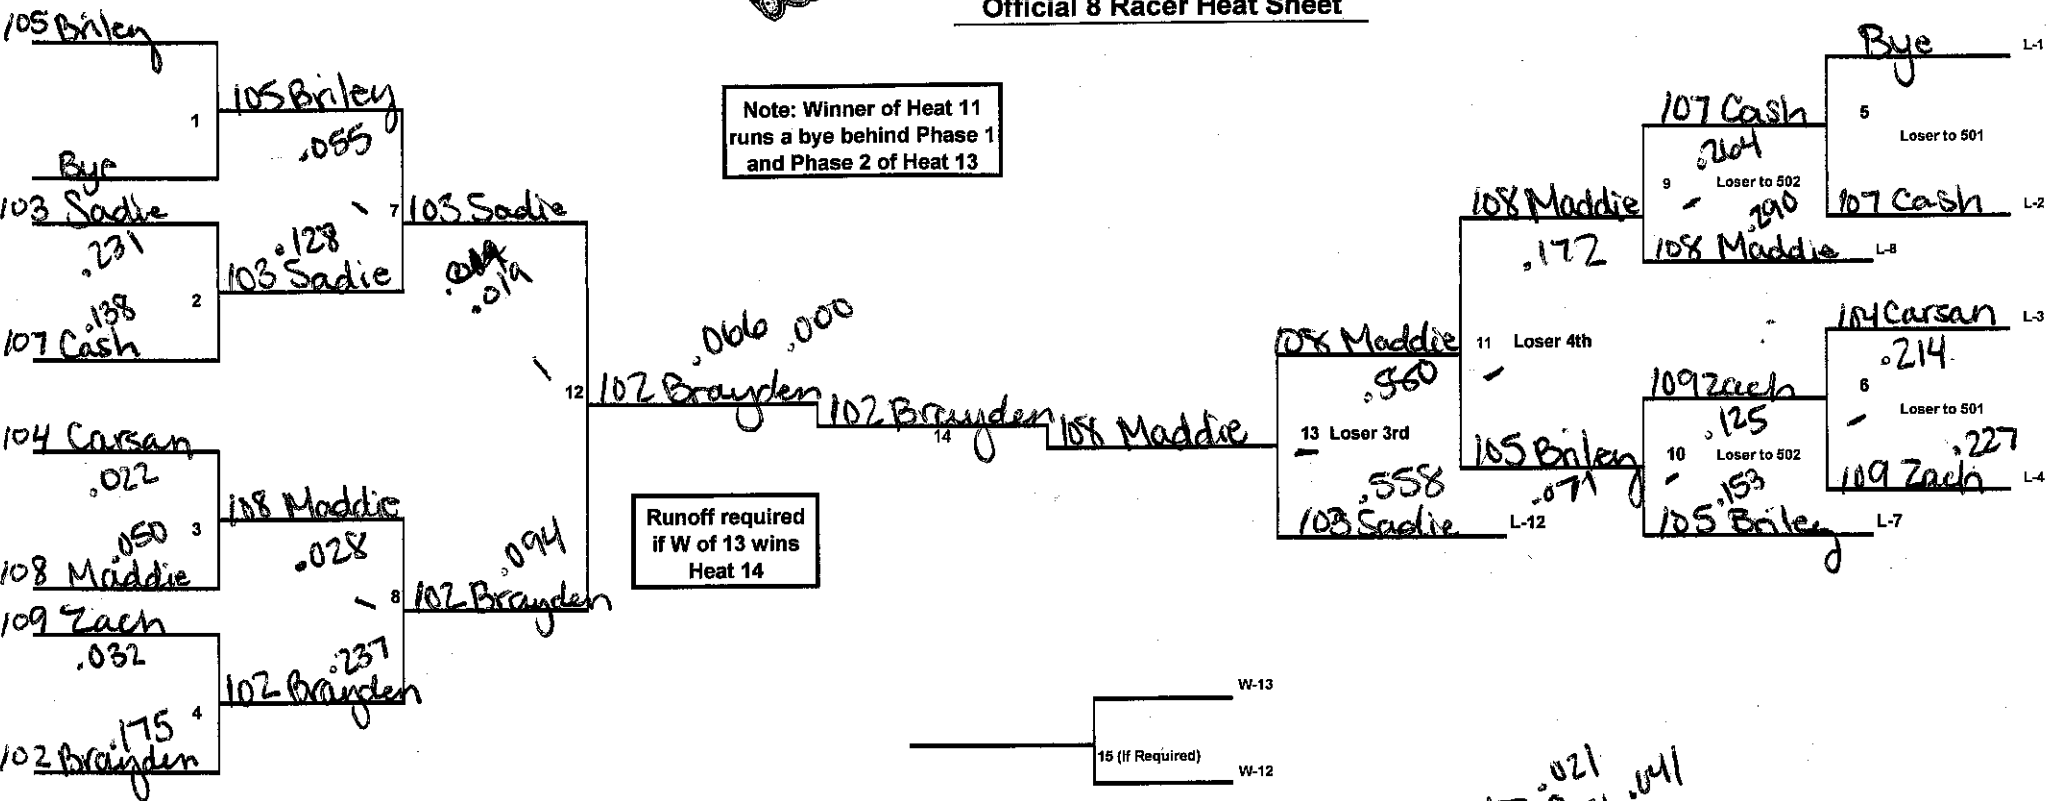 Official 8 Racer Heat Sheet
105 Briley
1
Bye
105 Briley
.055
103 Sadie
.231
2
.138
107 Cash
7
.128
103 Sadie
103 Sadie
.019
104 Carsan
.022
3
.050
108 Maddie
108 Maddie
.028
109 Zach
.032
4
.175
102 Brayden
8
.237
102 Brayden
.094
102 Brayden
12
Note: Winner of Heat 11
runs a bye behind Phase 1
and Phase 2 of Heat 13
.066 .000
102 Brayden
102 Brayden
14
Runoff required
if W of 13 wins
Heat 14
108 Maddie
108 Maddie
.560
13 Loser 3rd
.558
103 Sadie L-12
108 Maddie
.172
11 Loser 4th
105 Briley
.071
107 Cash
.264
9 Loser to 502
.290
108 Maddie L-8
109 Zach
.125
10 Loser to 502
.153
105 Briley L-7
Bye L-1
5
Loser to 501
107 Cash L-2
104 Carsan L-3
.214
6
Loser to 501
.227
109 Zach L-4
W-13
15 (If Required)
W-12
.021
.041